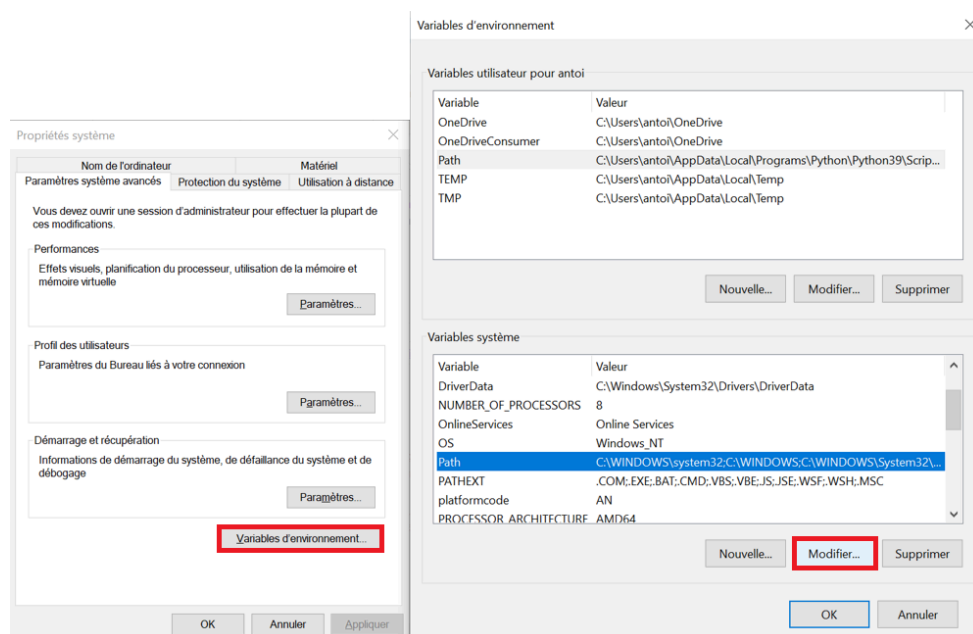 Propriétés système
Nom de l'ordinateur
Matériel
Paramètres système avancés
Protection du système
Utilisation à distance
Vous devez ouvrir une session d'administrateur pour effectuer la plupart de
ces modifications.
Performances
Effets visuels, planification du processeur, utilisation de la mémoire et
mémoire virtuelle
Paramètres...
Profil des utilisateurs
Paramètres du Bureau liés à votre connexion
Paramètres...
Démarrage et récupération
Informations de démarrage du système, de défaillance du système et de
débogage
Paramètres...
Variables d'environnement...
OK
Annuler
Appliquer
Variables d'environnement
Variables utilisateur pour antoi
Variable Valeur
OneDrive C:\Users\antoi\OneDrive
OneDriveConsumer C:\Users\antoi\OneDrive
Path C:\Users\antoi\AppData\Local\Programs\Python\Python39\Scrip...
TEMP C:\Users\antoi\AppData\Local\Temp
TMP C:\Users\antoi\AppData\Local\Temp
Nouvelle...
Modifier...
Supprimer
Variables système
Variable Valeur
DriverData C:\Windows\System32\Drivers\DriverData
NUMBER_OF_PROCESSORS 8
OnlineServices Online Services
OS Windows_NT
Path C:\WINDOWS\system32;C:\WINDOWS;C:\WINDOWS\System32\...
PATHEXT .COM;.EXE;.BAT;.CMD;.VBS;.VBE;.JS;.JSE;.WSF;.WSH;.MSC
platformcode AN
PROCESSOR_ARCHITECTURE AMD64
Nouvelle...
Modifier...
Supprimer
OK
Annuler